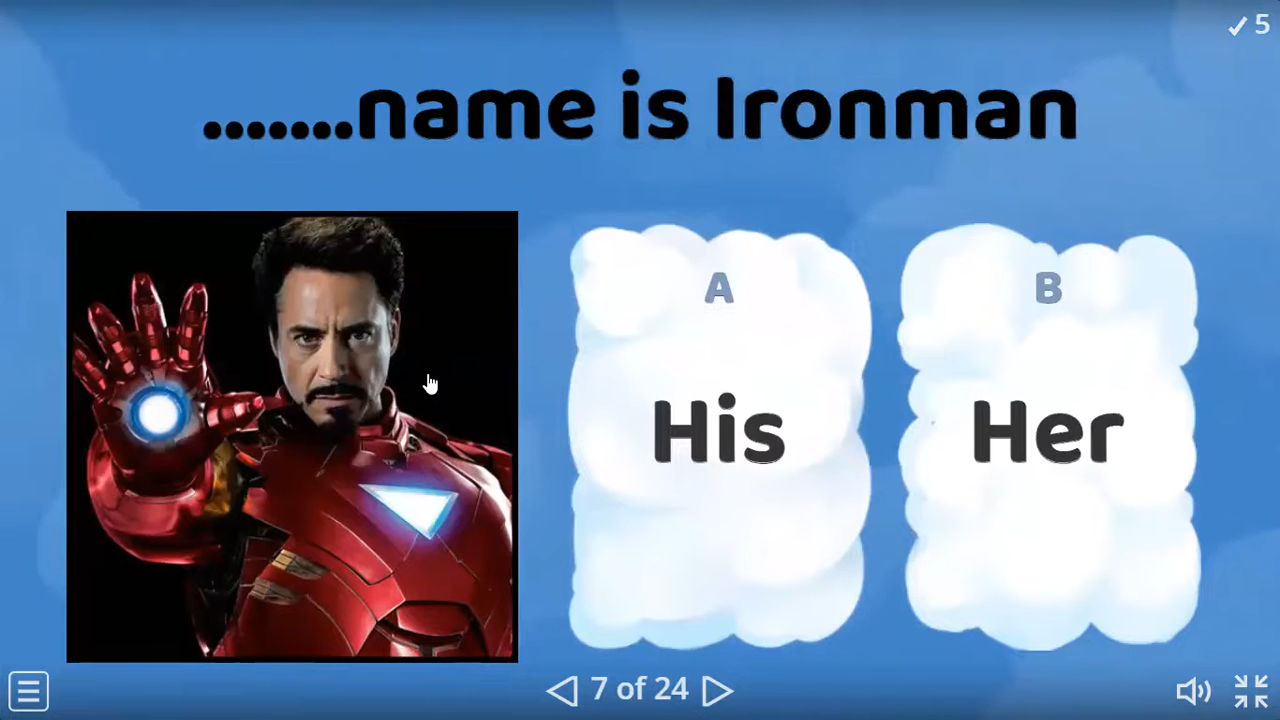 ✓ 5
.......name is Ironman
A
B
His
Her
7 of 24